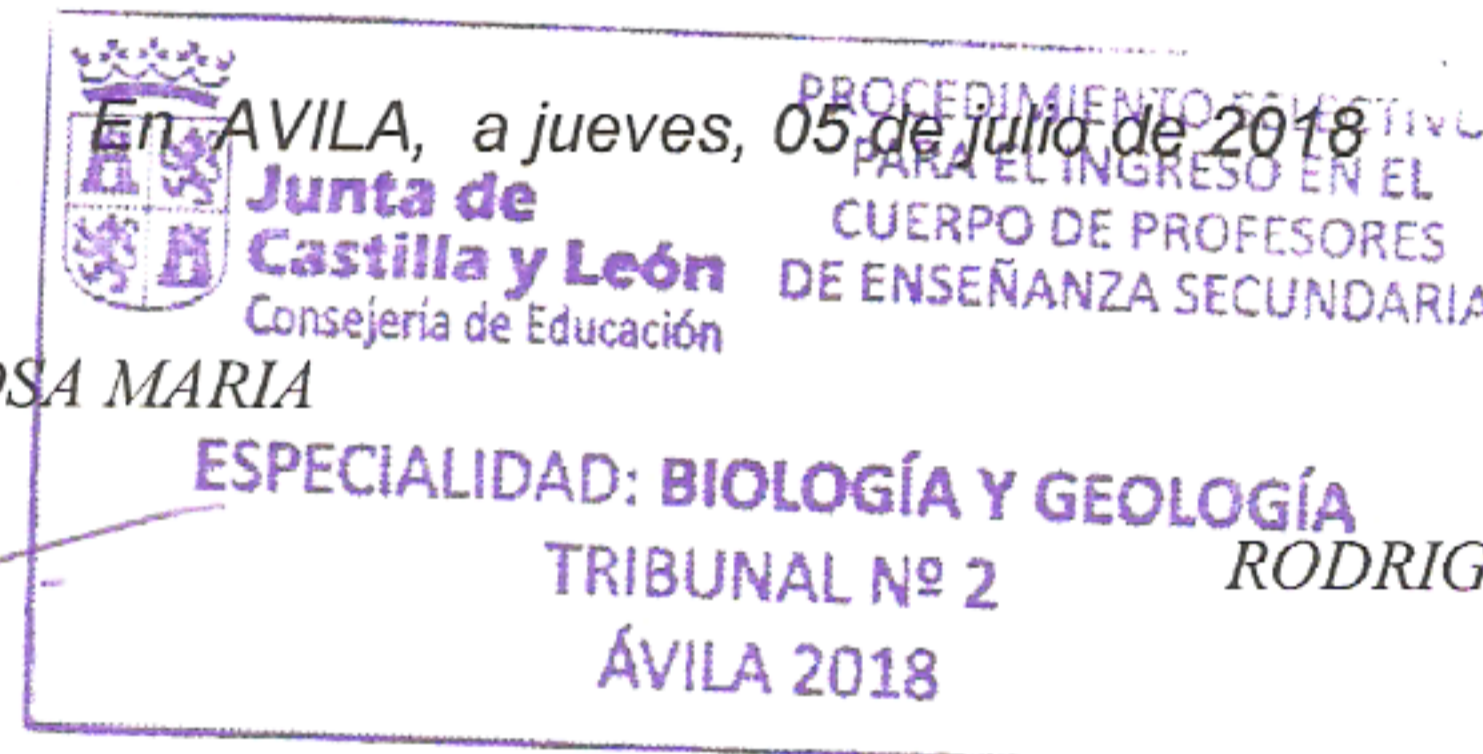 En AVILA, a jueves, 05 de julio de 2018
PROCEDIMIENTO SELECTIVO
PARA EL INGRESO EN EL
CUERPO DE PROFESORES
DE ENSEÑANZA SECUNDARIA
Junta de
Castilla y León
Consejería de Educación
OSA MARIA
ESPECIALIDAD: BIOLOGÍA Y GEOLOGÍA
TRIBUNAL Nº 2
RODRIG
ÁVILA 2018